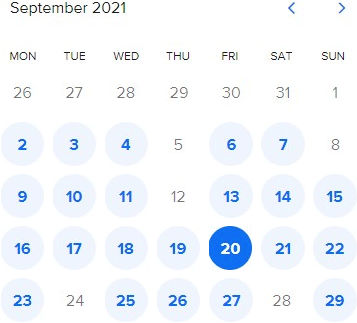 September 2021
MON TUE WED THU FRI SAT SUN
26 27 28 29 30 31 1
2 3 4 5 6 7 8
9 10 11 12 13 14 15
16 17 18 19 20 21 22
23 24 25 26 27 28 29